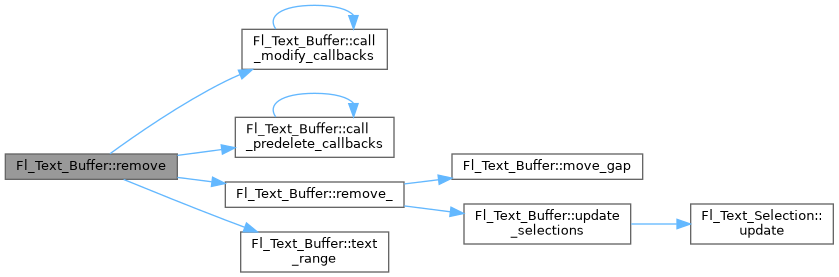 Fl_Text_Buffer::remove
Fl_Text_Buffer::call
_modify_callbacks
Fl_Text_Buffer::call
_predelete_callbacks
Fl_Text_Buffer::remove_
Fl_Text_Buffer::text
_range
Fl_Text_Buffer::move_gap
Fl_Text_Buffer::update
_selections
Fl_Text_Selection::
update